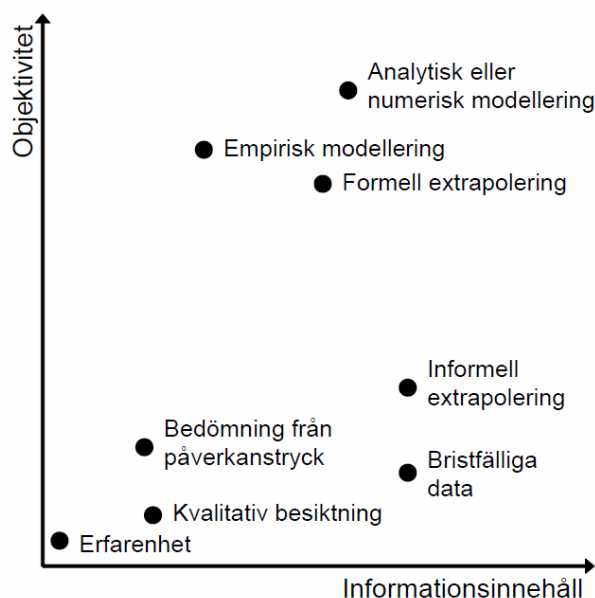 Objektivitet
Analytisk eller
numerisk modellering
Empirisk modellering
Formell extrapolering
Informell
extrapolering
Bedömning från
påverkanstryck
Bristfälliga
data
Kvalitativ besiktning
Erfarenhet
Informationsinnehåll